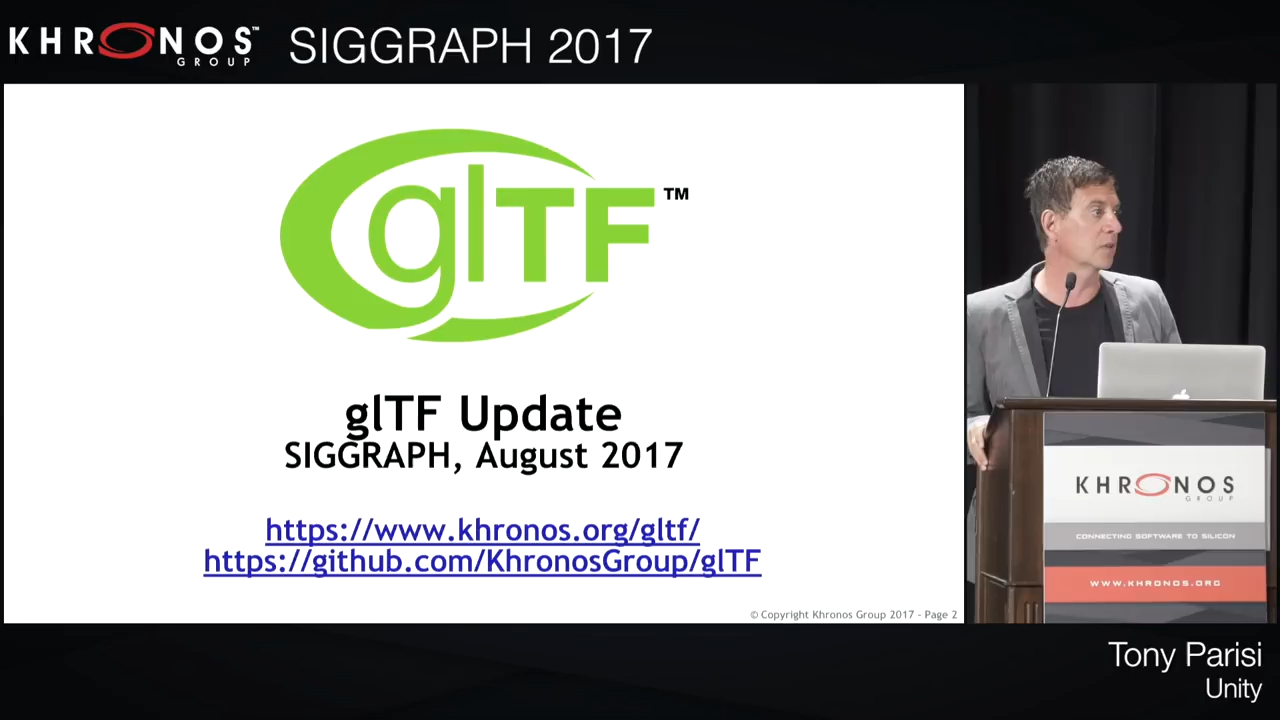 KHRONOS™ GROUP SIGGRAPH 2017
glTF™
glTF Update
SIGGRAPH, August 2017
https://www.khronos.org/gltf/
https://github.com/KhronosGroup/glTF
© Copyright Khronos Group 2017 - Page 2
KHRONOS
GROUP
CONNECTING SOFTWARE TO SILICON
WWW.KHRONOS.ORG
Tony Parisi
Unity